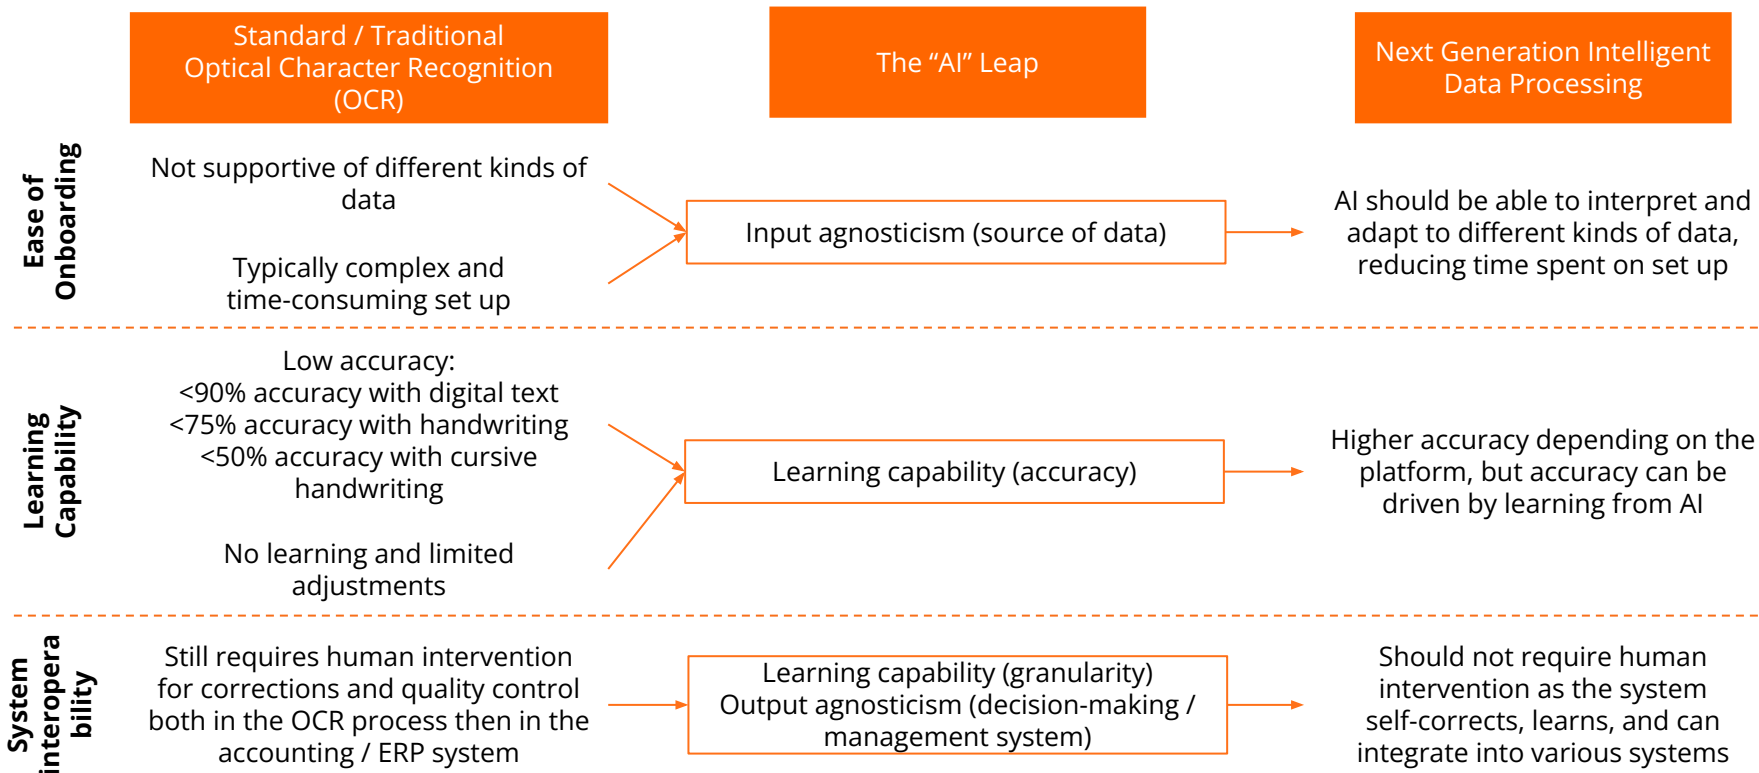 Standard / Traditional
Optical Character Recognition
(OCR)
The “AI” Leap
Next Generation Intelligent
Data Processing
Ease of
Onboarding
Not supportive of different kinds of
data
Typically complex and
time-consuming set up
Input agnosticism (source of data)
AI should be able to interpret and
adapt to different kinds of data,
reducing time spent on set up
Learning
Capability
Low accuracy:
<90% accuracy with digital text
<75% accuracy with handwriting
<50% accuracy with cursive
handwriting
No learning and limited
adjustments
Learning capability (accuracy)
Higher accuracy depending on the
platform, but accuracy can be
driven by learning from AI
System
interopera
bility
Still requires human intervention
for corrections and quality control
both in the OCR process then in the
accounting / ERP system
Learning capability (granularity)
Output agnosticism (decision-making /
management system)
Should not require human
intervention as the system
self-corrects, learns, and can
integrate into various systems